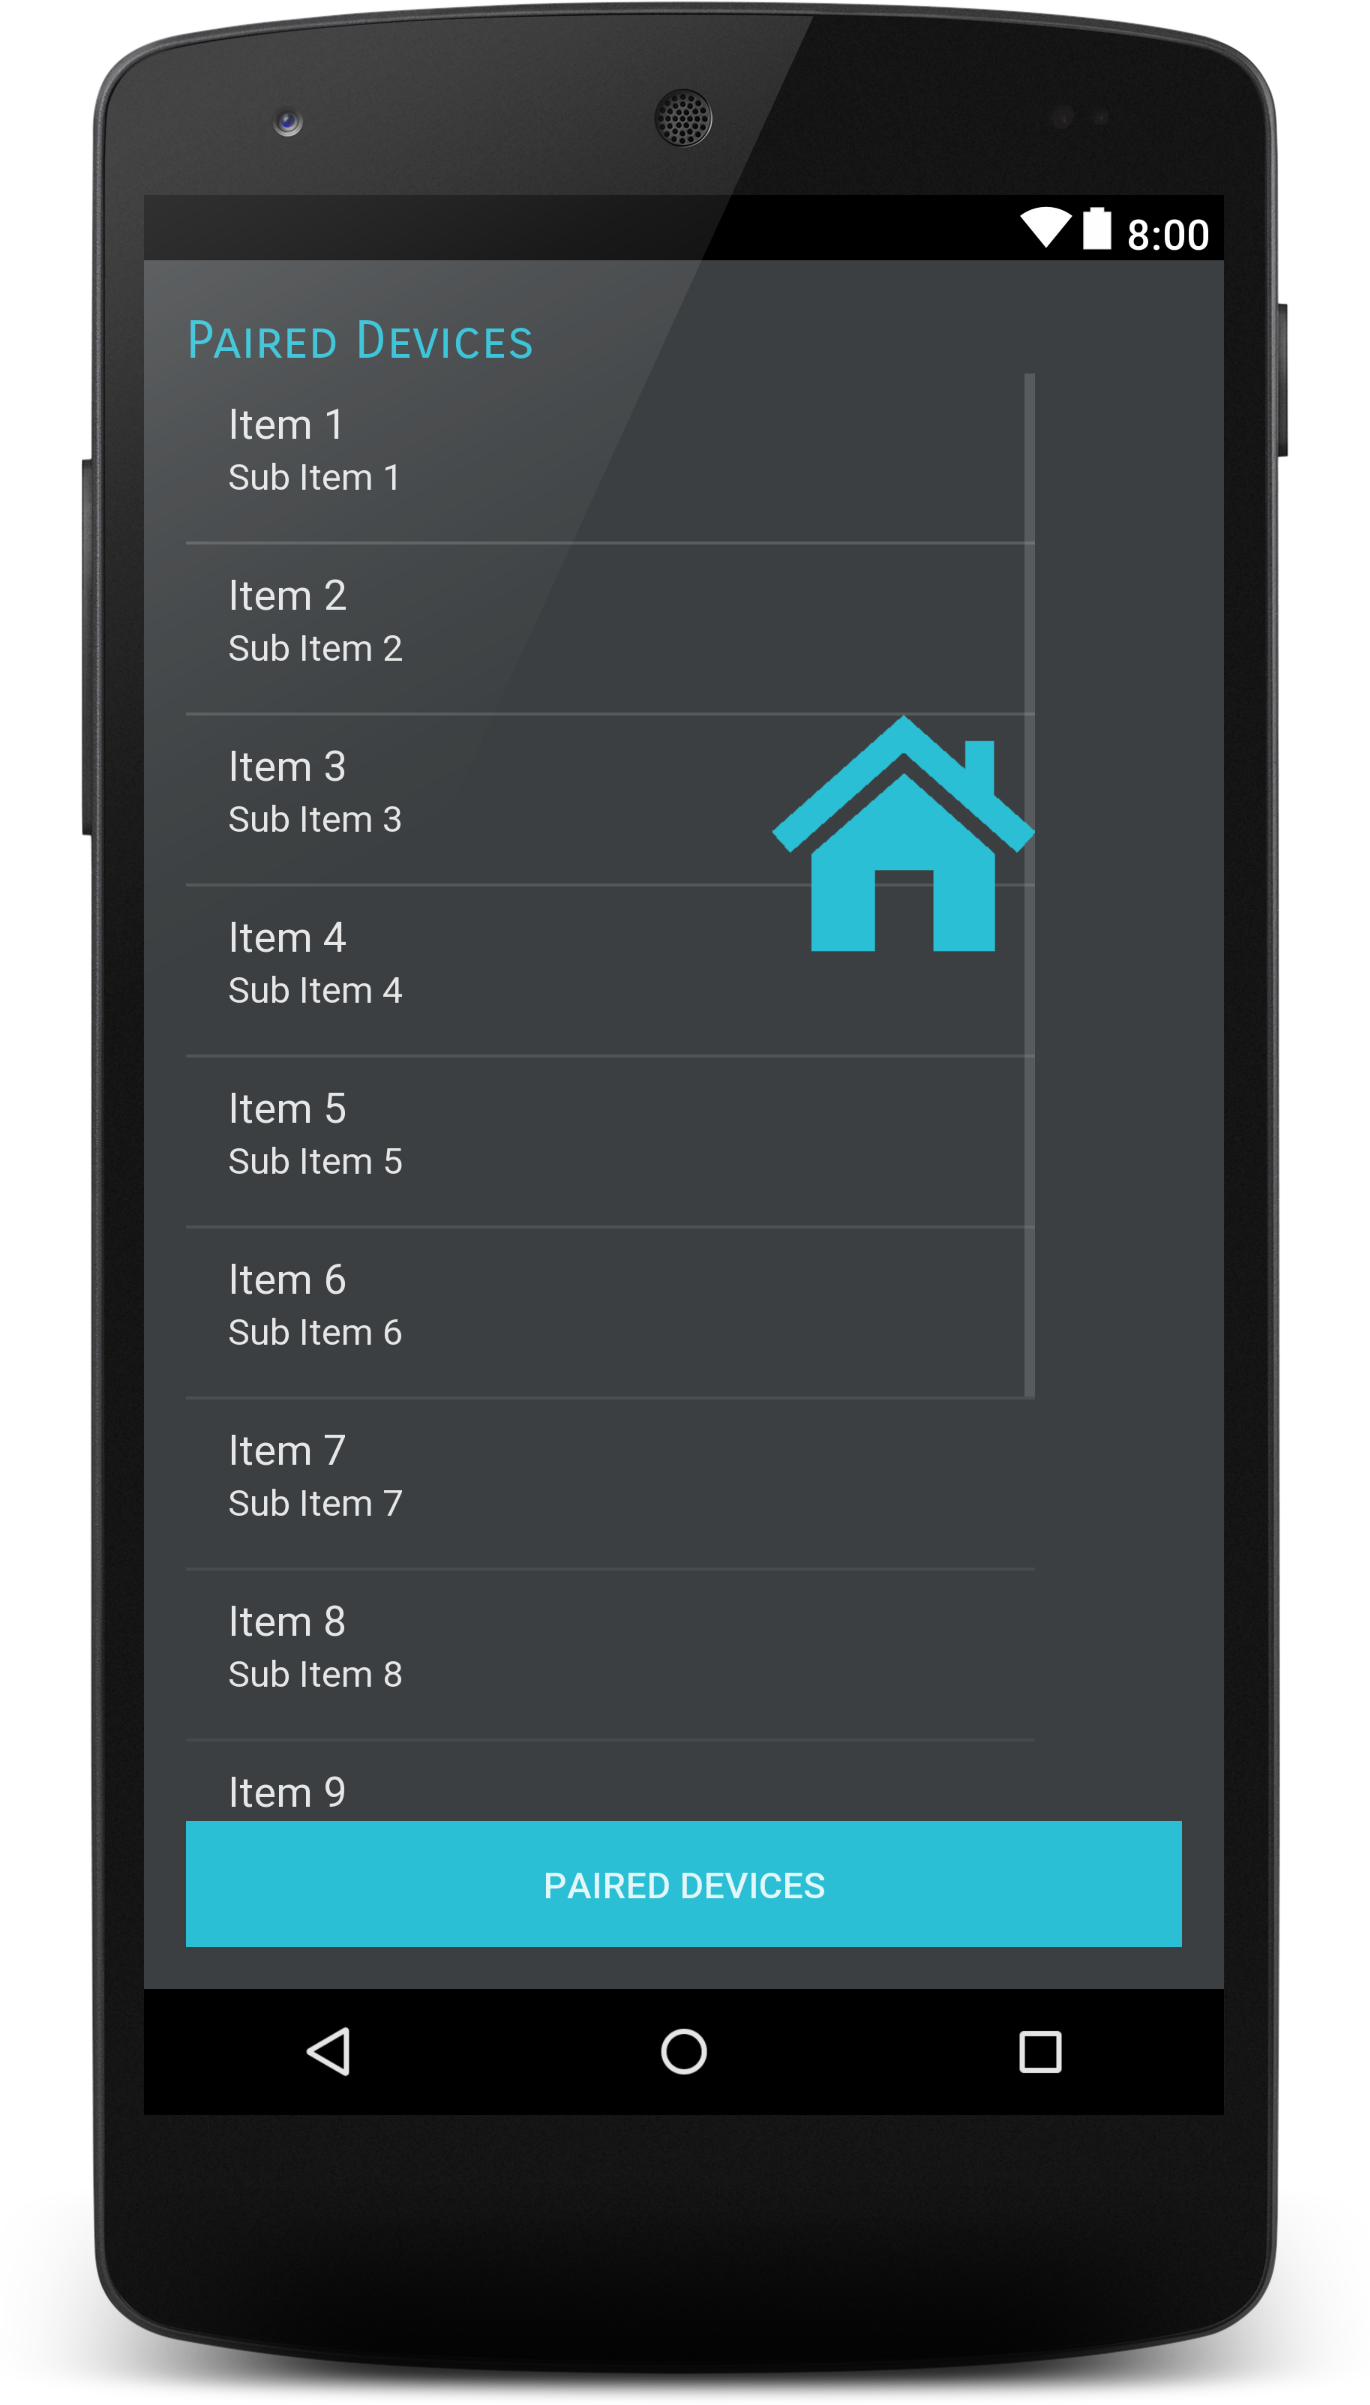 8:00
Paired Devices
Item 1
Sub Item 1
Item 2
Sub Item 2
Item 3
Sub Item 3
Item 4
Sub Item 4
Item 5
Sub Item 5
Item 6
Sub Item 6
Item 7
Sub Item 7
Item 8
Sub Item 8
Item 9
PAIRED DEVICES